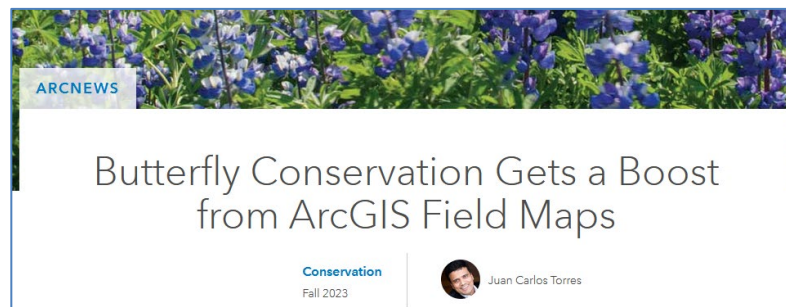 ARCNEWS
Butterfly Conservation Gets a Boost
from ArcGIS Field Maps
Conservation
Fall 2023
Juan Carlos Torres